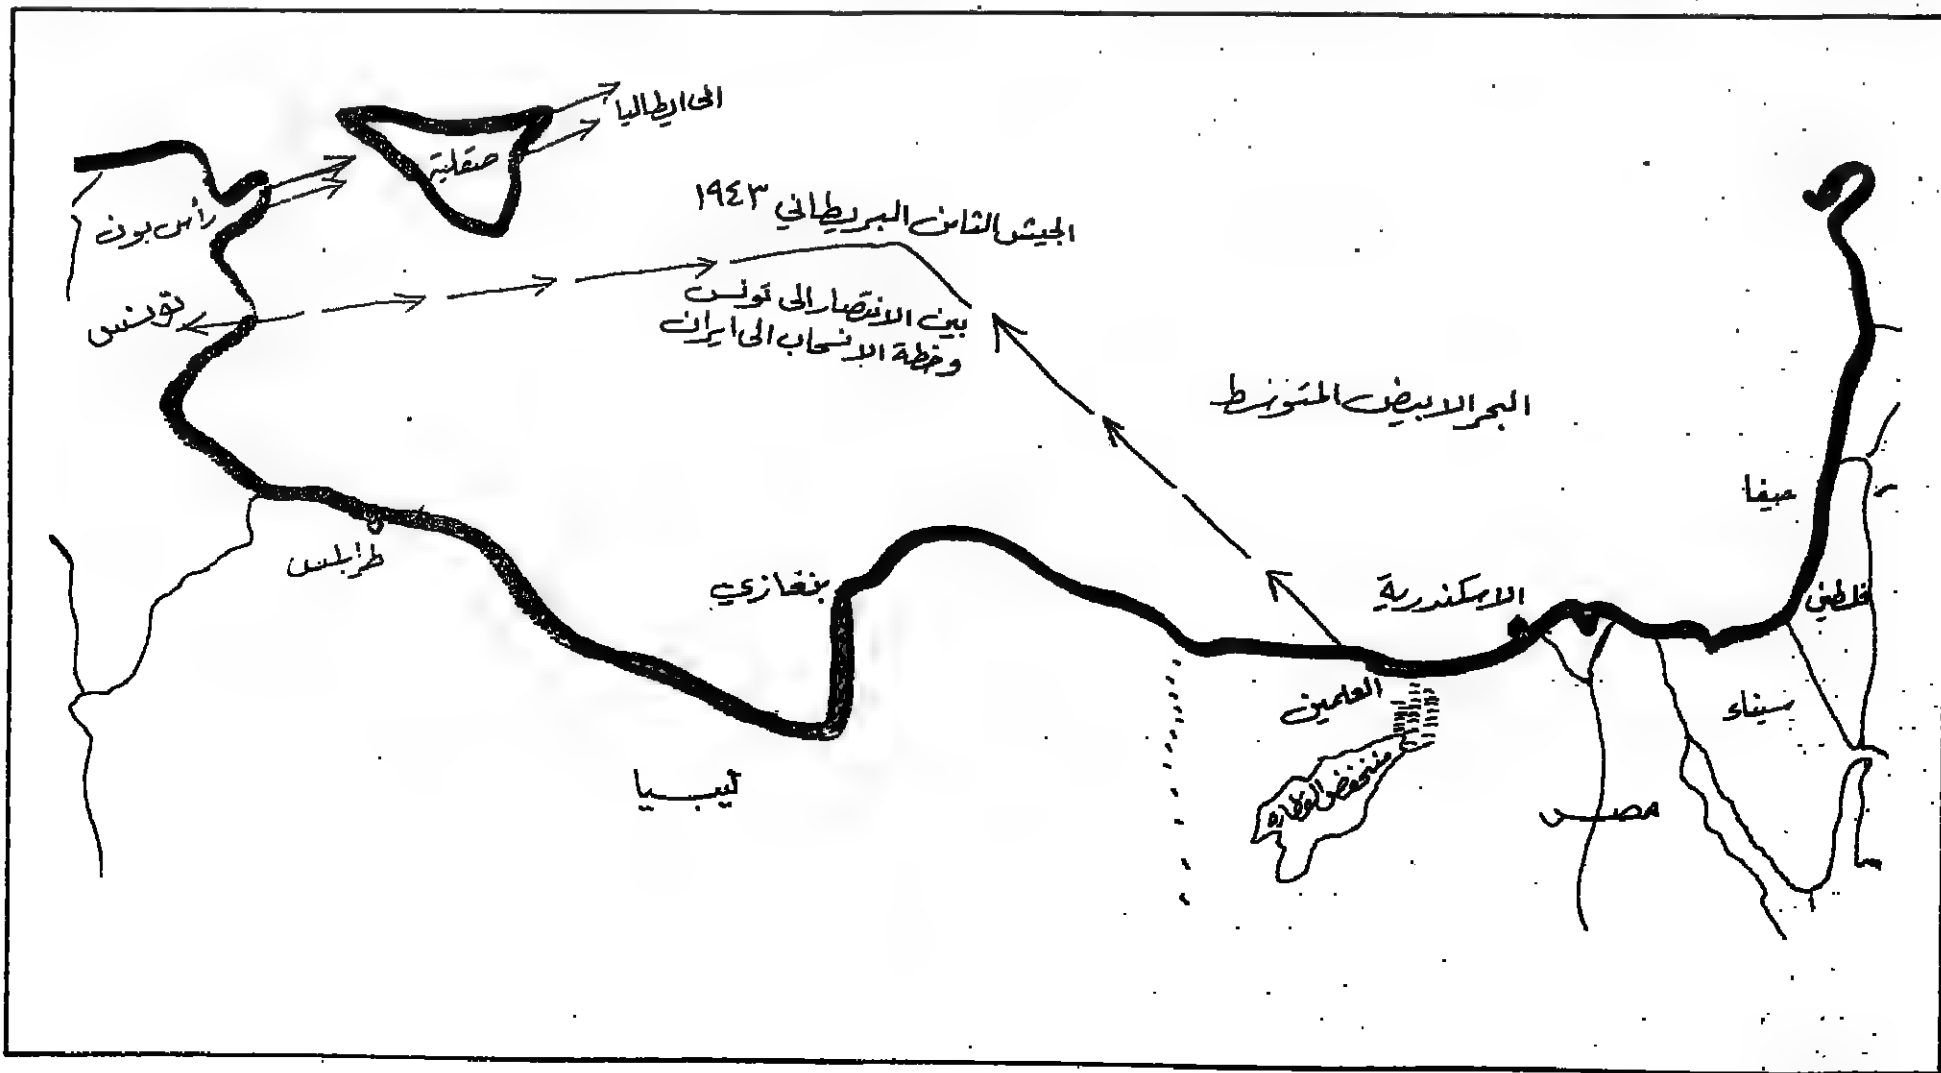 الى ايطاليا
صقلية
رأس بون
الجيش الثامن البريطاني ١٩٤٣
تونس
بين الانتصار الى تونس
وخطة الانسحاب الى ايران
البحر الابيض المتوسط
حيفا
طرابلس
بنغازي
الاسكندرية
فلطين
العلمين
سيناء
منخفض القطارة
ليبيا
مصر